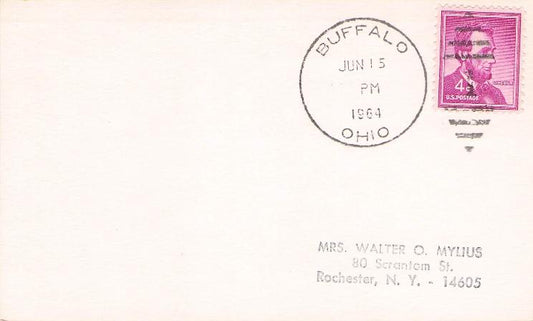 BUFFALO
JUN 15
PM
1964
OHIO
4¢
U.S. POSTAGE
MRS. WALTER O. MYLIUS
80 Scrantom St.
Rochester, N. Y. - 14605